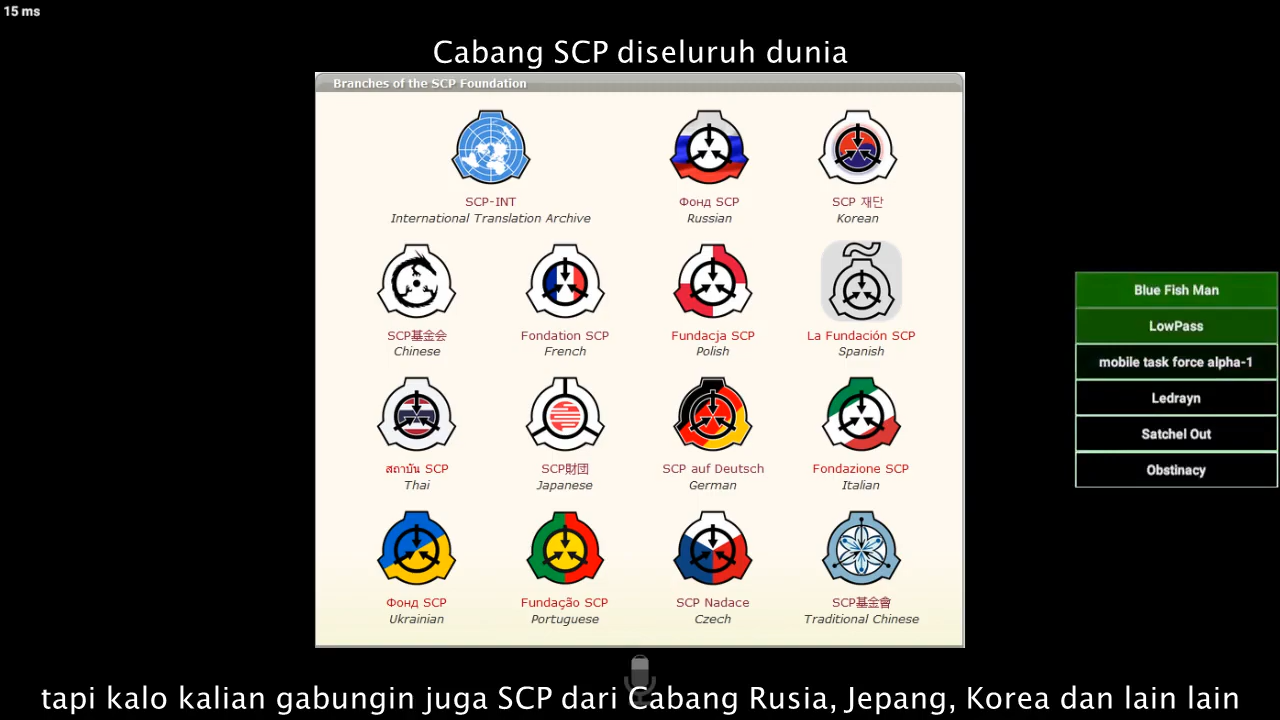 15 ms
Cabang SCP diseluruh dunia
Branches of the SCP Foundation
SCP-INT
International Translation Archive
Фонд SCP
Russian
SCP 재단
Korean
SCP基金会
Chinese
Fondation SCP
French
Fundacja SCP
Polish
La Fundación SCP
Spanish
สถาบัน SCP
Thai
SCP財団
Japanese
SCP auf Deutsch
German
Fondazione SCP
Italian
Фонд SCP
Ukrainian
Fundação SCP
Portuguese
SCP Nadace
Czech
SCP基金會
Traditional Chinese
Blue Fish Man
LowPass
mobile task force alpha-1
Ledrayn
Satchel Out
Obstinacy
tapi kalo kalian gabungin juga SCP dari Cabang Rusia, Jepang, Korea dan lain lain